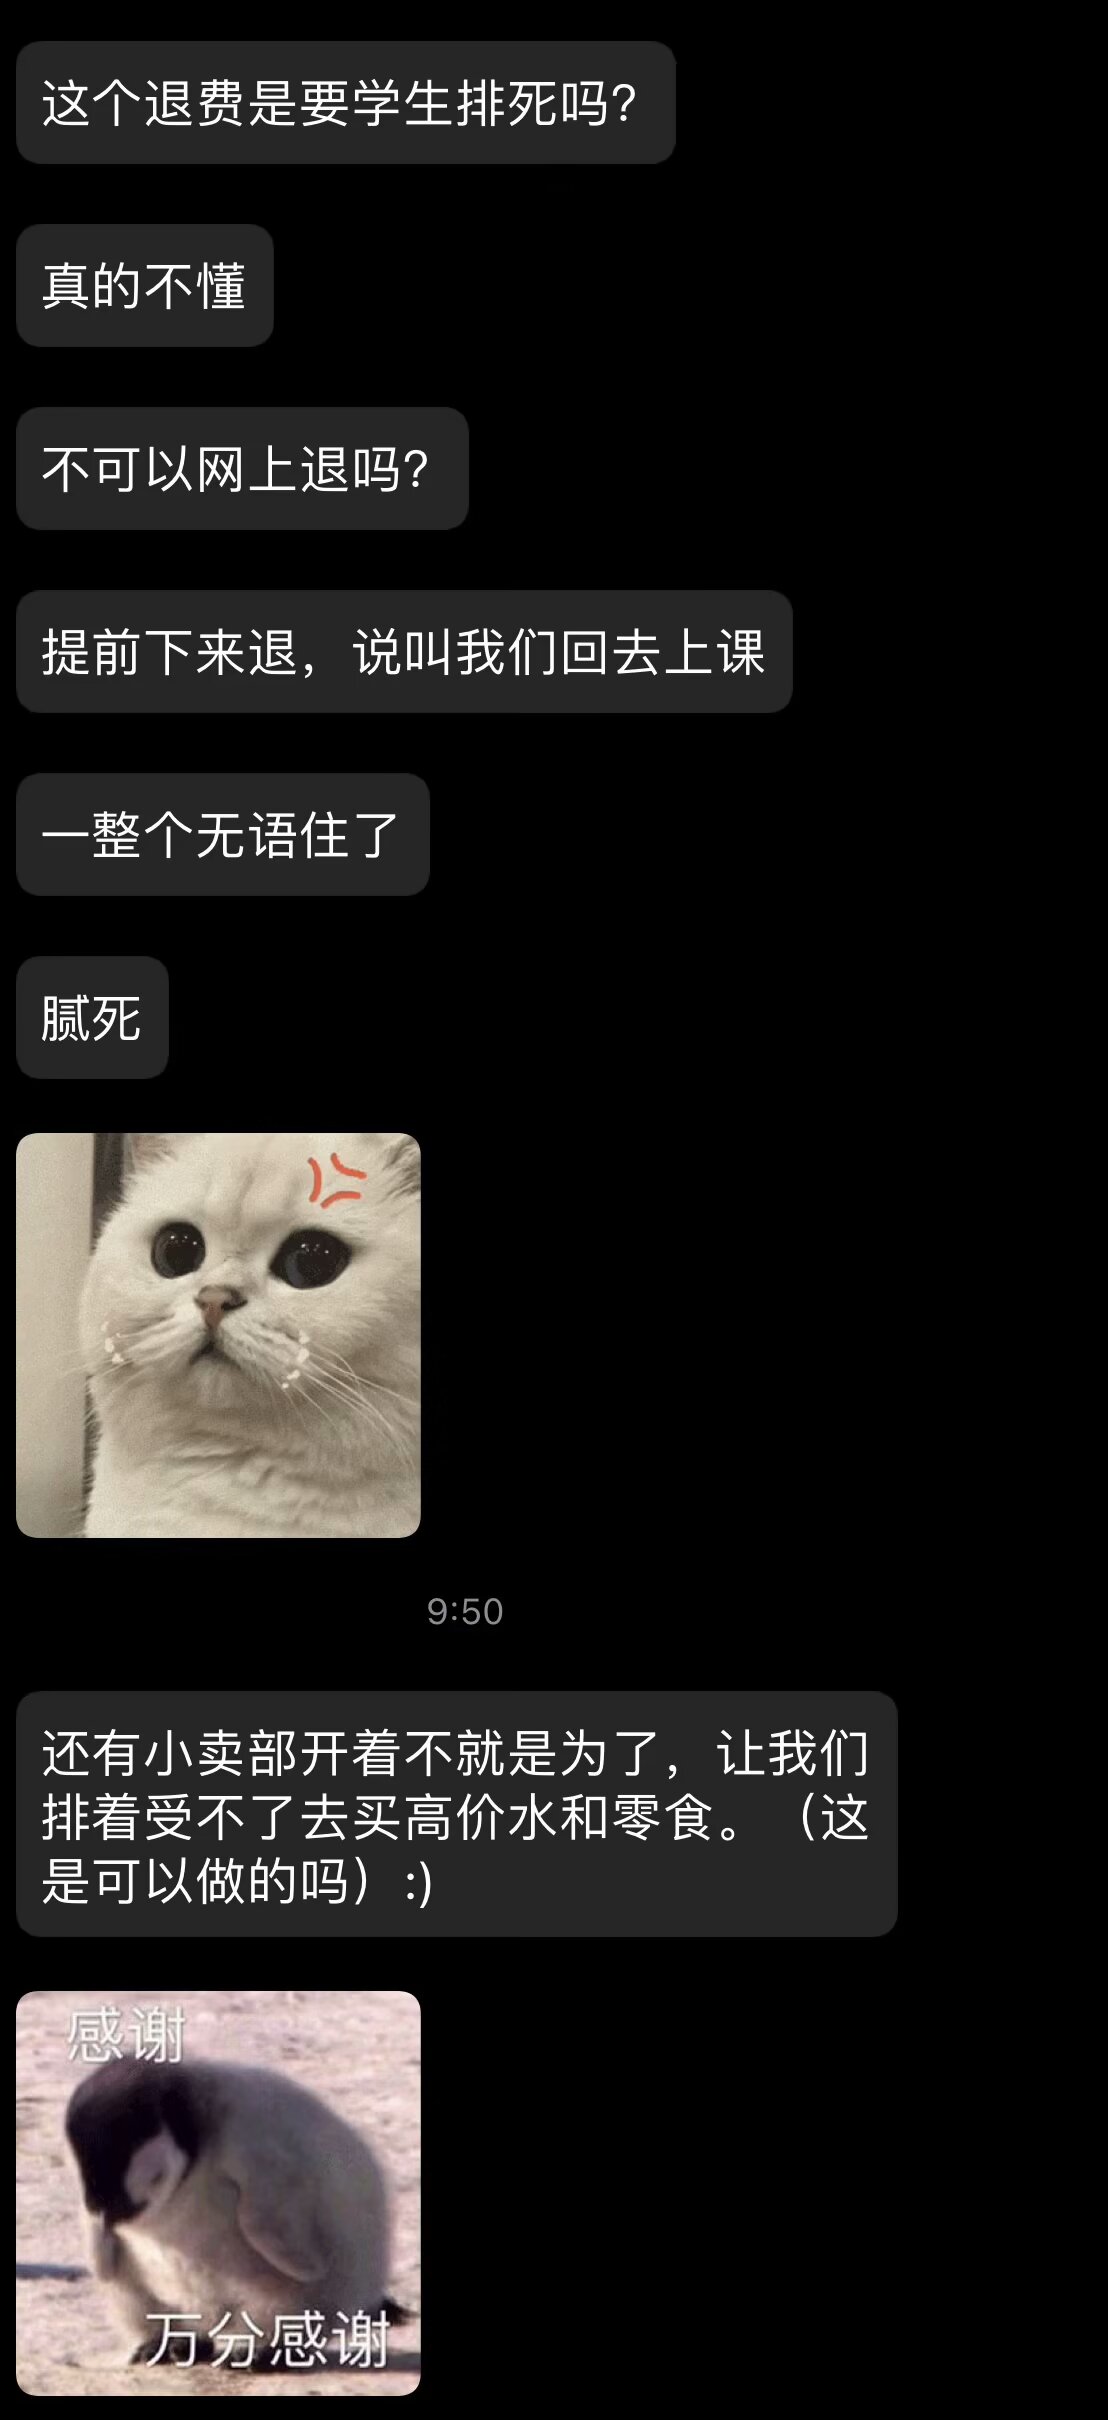 这个退费是要学生排死吗？
真的不懂
不可以网上退吗？
提前下来退，说叫我们回去上课
一整个无语住了
腻死
9:50
还有小卖部开着不就是为了，让我们
排着受不了去买高价水和零食。（这
是可以做的吗）:)
感谢
万分感谢